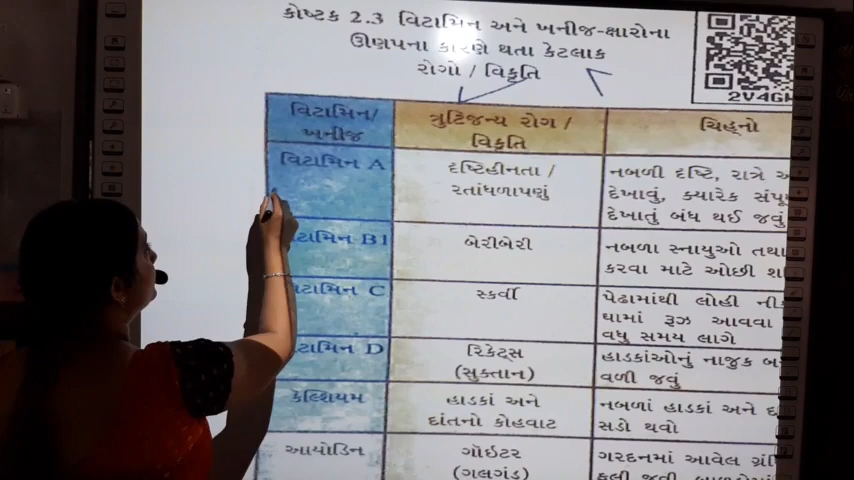 કોષ્ટક 2.3 વિટામિન અને ખનીજ-ક્ષારોના
ઊણપના કારણે થતા કેટલાક
રોગો / વિકૃતિ
2V4GH
વિટામિન/
ખનીજ
ત્રુટિજન્ય રોગ /
વિકૃતિ
ચિહ્નો
વિટામિન A
દૃષ્ટિહીનતા /
રતાંધળાપણું
નબળી દૃષ્ટિ, રાત્રે
દેખાવું, ક્યારેક
દેખાતું બંધ થઈ જવું
B1
બેરીબેરી
નબળા સ્નાયુઓ તથા
કરવા માટે ઓછી
C
સ્કર્વી
પેઢામાંથી લોહી
ઘામાં રૂઝ આવવા
વધુ સમય લાગે
D
રિકેટ્સ
(સુક્તાન)
હાડકાંઓનું નાજુક
વળી જવું
કેલ્શિયમ
હાડકાં અને
દાંતનો કોહવાટ
નબળાં હાડકાં અને
સડો થવો
આયોડિન
ગૉઇટર
(ગલગંડ)
ગરદનમાં આવેલ